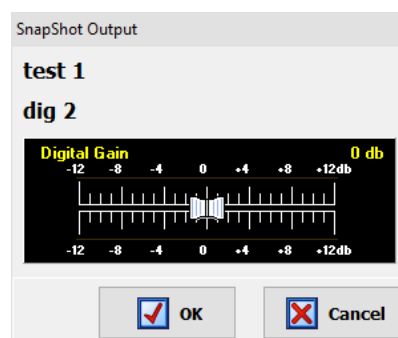 SnapShot Output
test 1
dig 2
Digital Gain 0 db
-12 -8 -4 0 +4 +8 +12db
-12 -8 -4 0 +4 +8 +12db
OK Cancel